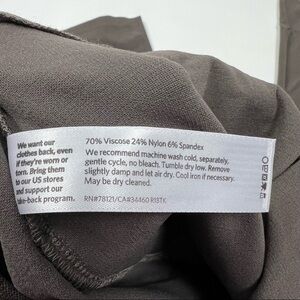 We want our
clothes back, even
if they're worn or
torn. Bring them
to our US stores
and support our
take-back program.
70% Viscose 24% Nylon 6% Spandex
We recommend machine wash cold, separately,
gentle cycle, no bleach. Tumble dry low. Remove
slightly damp and let air dry. Cool iron if necessary.
May be dry cleaned.
RN#78121/CA#34460 R13TK